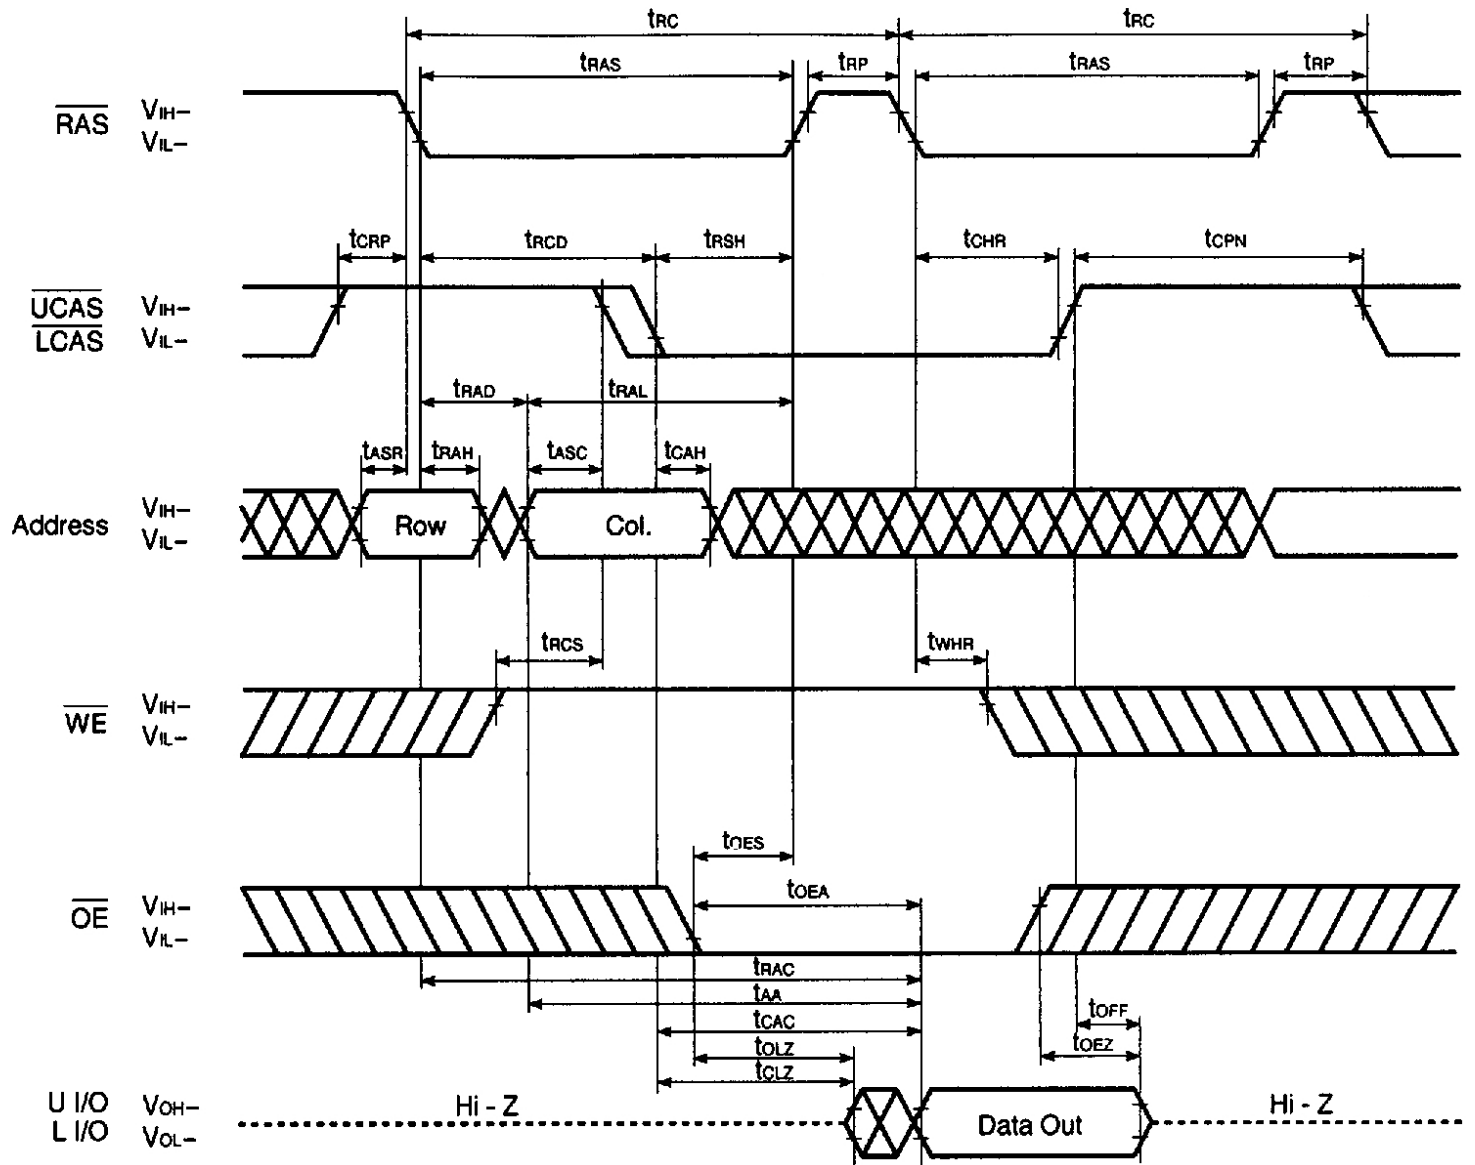 tRC tRC
tRAS tRP tRAS tRP
RAS VIH–
VIL–
tCRP tRCD tRSH tCHR tCPN
UCAS VIH–
LCAS VIL–
tRAD tRAL
tASR tRAH tASC tCAH
Address VIH–
VIL–
Row Col.
tRCS tWHR
WE VIH–
VIL–
tOES
tOEA
OE VIH–
VIL–
tRAC
tAA
tCAC tOFF
tOLZ tOEZ
tCLZ
U I/O VOH– Hi - Z Hi - Z
L I/O VOL– Data Out